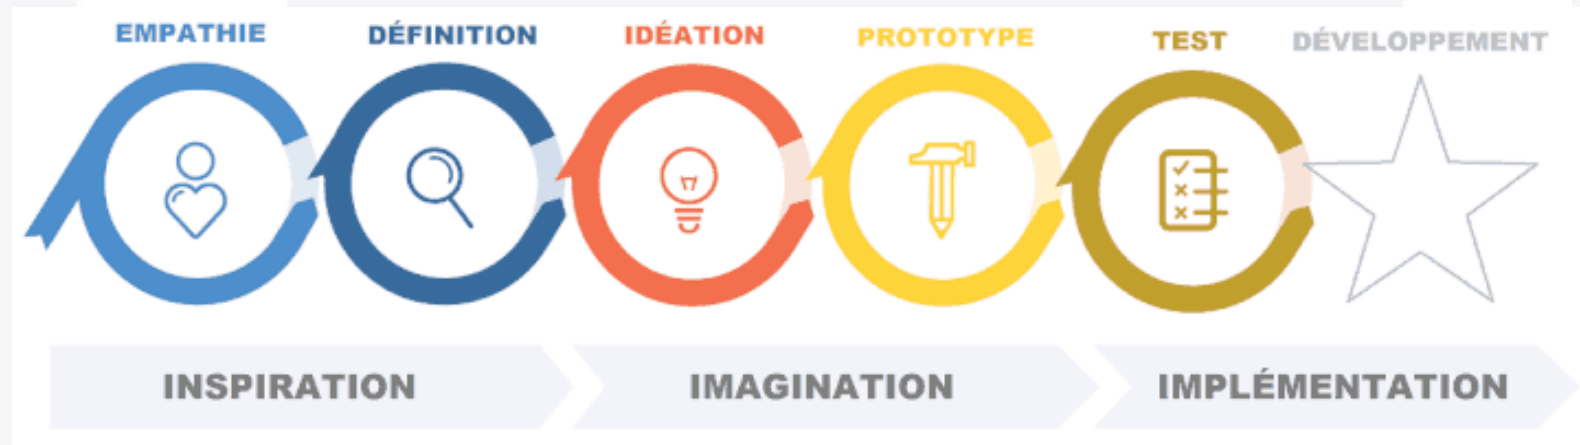 EMPATHIE
DÉFINITION
IDÉATION
PROTOTYPE
TEST
DÉVELOPPEMENT
INSPIRATION
IMAGINATION
IMPLÉMENTATION